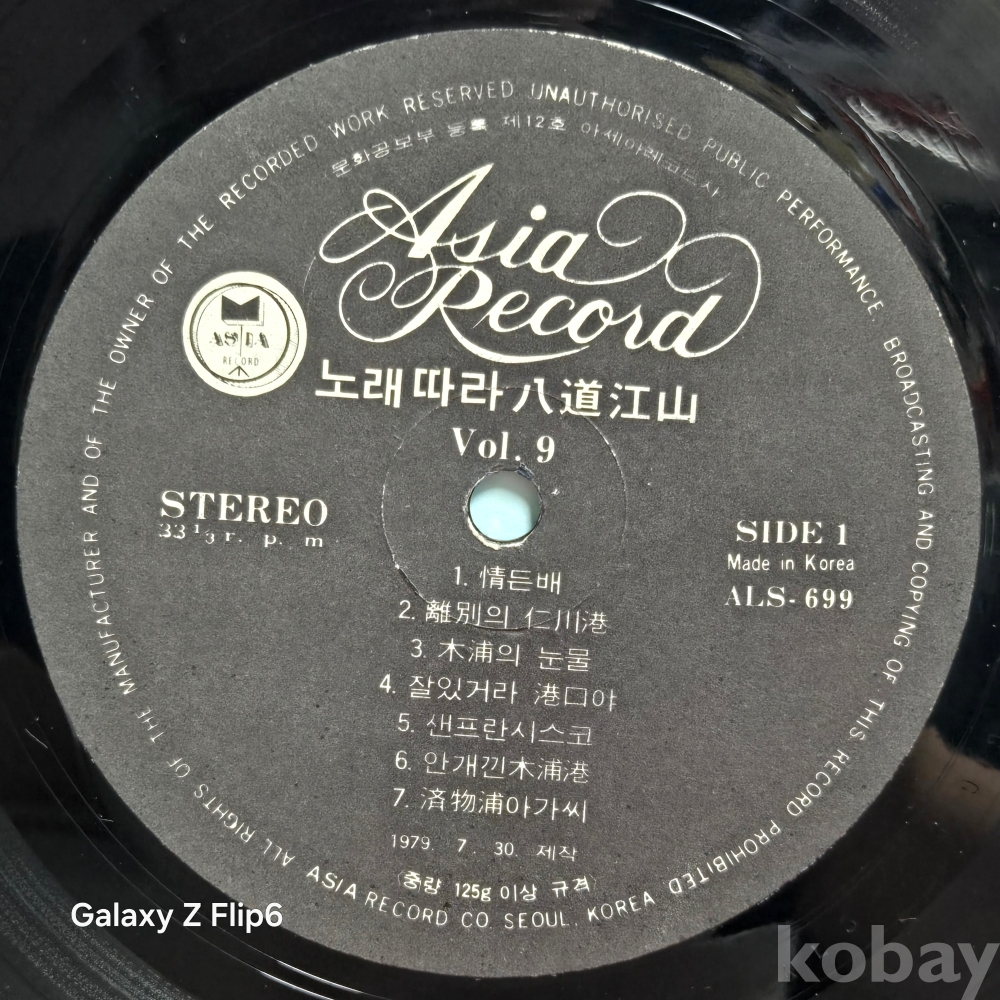 ALL RIGHTS OF THE MANUFACTURER AND OF THE OWNER OF THE RECORDED WORK RESERVED UNAUTHORISED PUBLIC PERFORMANCE. BROADCASTING AND COPYING OF THIS RECORD PROHIBITED
문화공보부 등록 제12호 아세아레코드사
Asia
Record
ASIA
RECORD
노래따라 八道江山
Vol. 9
STEREO
33 1/3 r. p. m
SIDE 1
Made in Korea
ALS-699
1. 情든배
2. 離別의 仁川港
3. 木浦의 눈물
4. 잘있거라 港口야
5. 샌프란시스코
6. 안개낀木浦港
7. 済物浦아가씨
1979. 7. 30. 제작
(중량 125g 이상 규격)
ASIA RECORD CO. SEOUL. KOREA
Galaxy Z Flip6
kobay